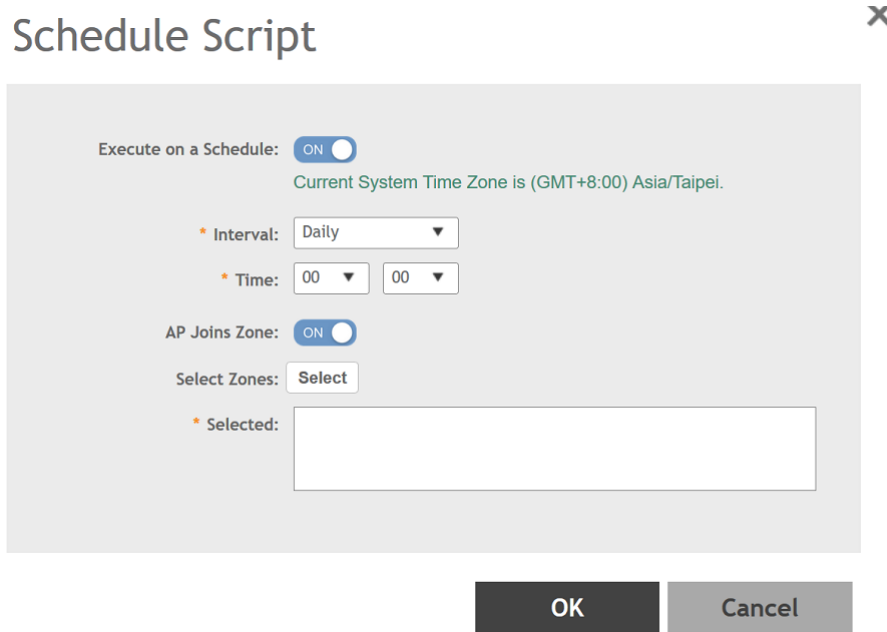 Schedule Script
Execute on a Schedule: ON
Current System Time Zone is (GMT+8:00) Asia/Taipei.
* Interval: Daily
* Time: 00 00
AP Joins Zone: ON
Select Zones: Select
* Selected:
OK Cancel